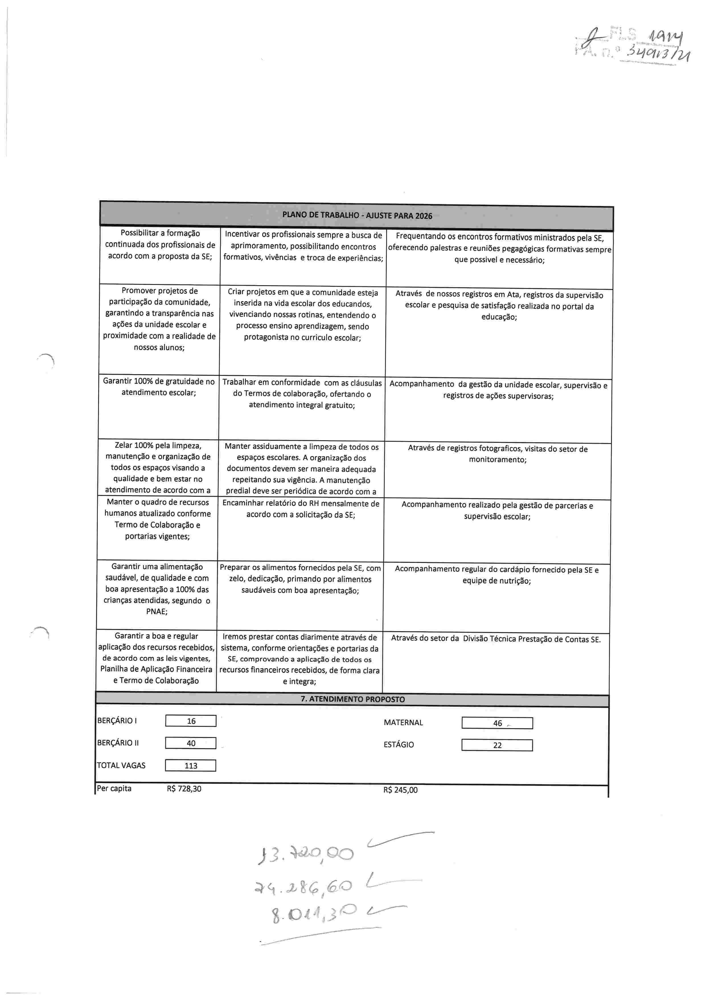 FLS 1914
PA. n.º 34913/21
PLANO DE TRABALHO - AJUSTE PARA 2026
Possibilitar a formação
continuada dos profissionais de
acordo com a proposta da SE;
Incentivar os profissionais sempre a busca de
aprimoramento, possibilitando encontros
formativos, vivências e troca de experiências;
Frequentando os encontros formativos ministrados pela SE,
oferecendo palestras e reuniões pegagógicas formativas sempre
que possivel e necessário;
Promover projetos de
participação da comunidade,
garantindo a transparência nas
ações da unidade escolar e
proximidade com a realidade de
nossos alunos;
Criar projetos em que a comunidade esteja
inserida na vida escolar dos educandos,
vivenciando nossas rotinas, entendendo o
processo ensino aprendizagem, sendo
protagonista no curriculo escolar;
Através de nossos registros em Ata, registros da supervisão
escolar e pesquisa de satisfação realizada no portal da
educação;
Garantir 100% de gratuidade no
atendimento escolar;
Trabalhar em conformidade com as cláusulas
do Termos de colaboração, ofertando o
atendimento integral gratuito;
Acompanhamento da gestão da unidade escolar, supervisão e
registros de ações supervisoras;
Zelar 100% pela limpeza,
manutenção e organização de
todos os espaços visando a
qualidade e bem estar no
atendimento de acordo com a
Manter assiduamente a limpeza de todos os
espaços escolares. A organização dos
documentos devem ser maneira adequada
repeitando sua vigência. A manutenção
predial deve ser periódica de acordo com a
Através de registros fotograficos, visitas do setor de
monitoramento;
Manter o quadro de recursos
humanos atualizado conforme
Termo de Colaboração e
portarias vigentes;
Encaminhar relatório do RH mensalmente de
acordo com a solicitação da SE;
Acompanhamento realizado pela gestão de parcerias e
supervisão escolar;
Garantir uma alimentação
saudável, de qualidade e com
boa apresentação a 100% das
crianças atendidas, segundo o
PNAE;
Preparar os alimentos fornecidos pela SE, com
zelo, dedicação, primando por alimentos
saudáveis com boa apresentação;
Acompanhamento regular do cardápio fornecido pela SE e
equipe de nutrição;
Garantir a boa e regular
aplicação dos recursos recebidos,
de acordo com as leis vigentes,
Planilha de Aplicação Financeira
e Termo de Colaboração
Iremos prestar contas diarimente através de
sistema, conforme orientações e portarias da
SE, comprovando a aplicação de todos os
recursos financeiros recebidos, de forma clara
e integra;
Através do setor da Divisão Técnica Prestação de Contas SE.
7. ATENDIMENTO PROPOSTO
BERÇÁRIO I 16 MATERNAL 46
BERÇÁRIO II 40 ESTÁGIO 22
TOTAL VAGAS 113
Per capita R$ 728,30 R$ 245,00
13.720,00
74.286,60
8.011,30